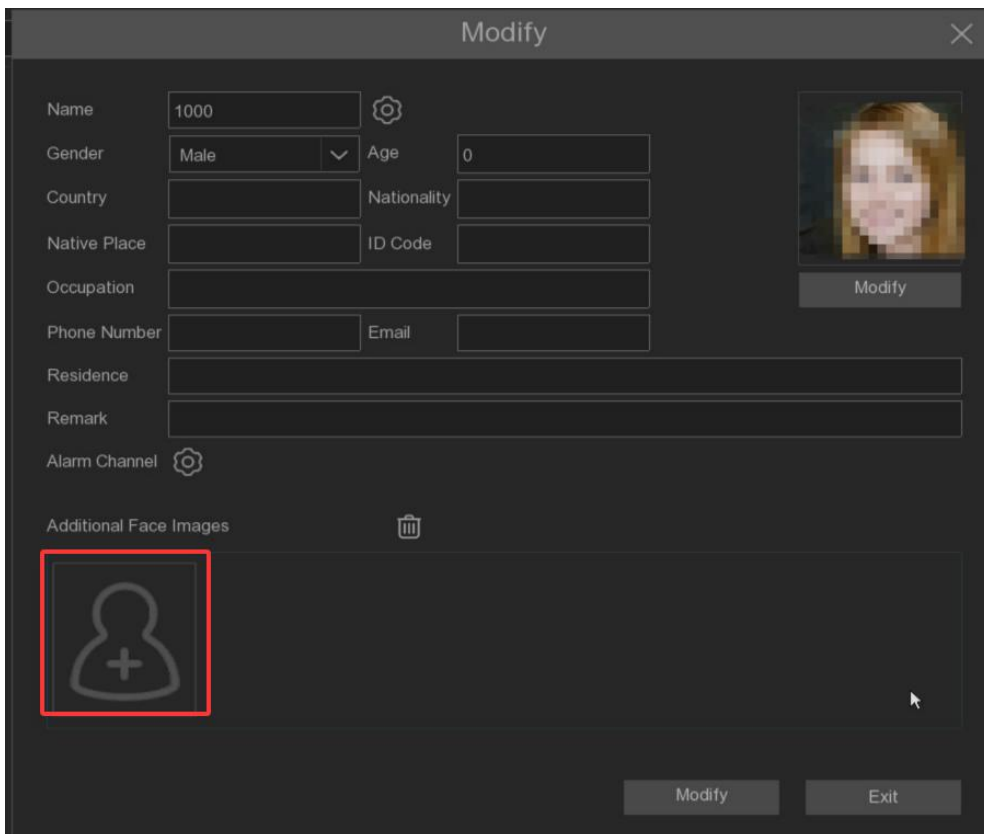 Modify
Name 1000
Gender Male Age 0
Country Nationality
Native Place ID Code
Occupation Modify
Phone Number Email
Residence
Remark
Alarm Channel
Additional Face Images
Modify Exit